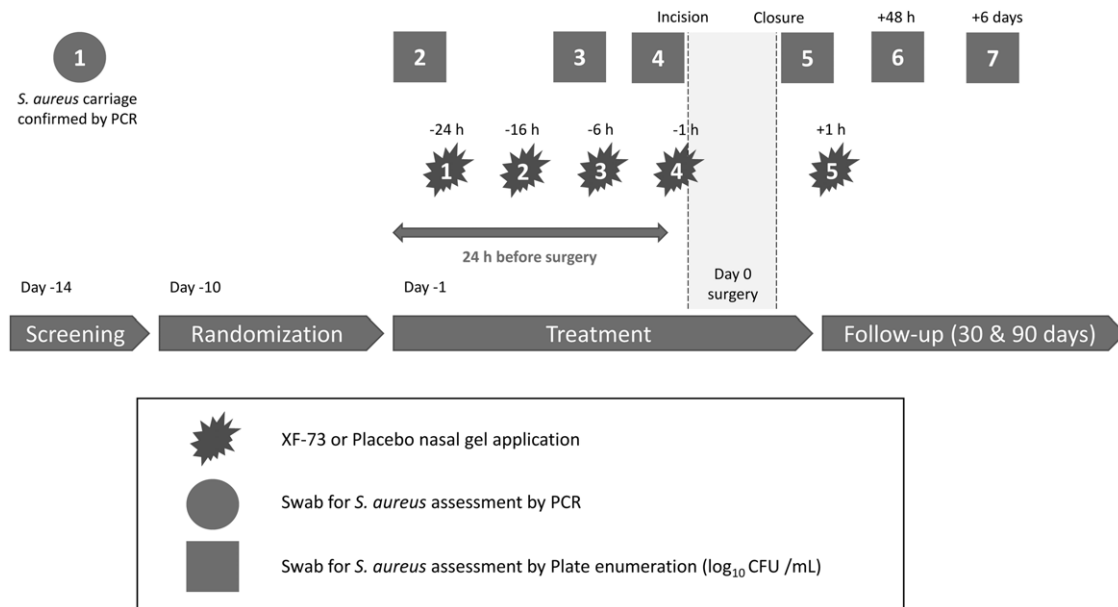 Incision Closure +48 h +6 days
1 2 3 4 5 6 7
S. aureus carriage
confirmed by PCR
-24 h -16 h -6 h -1 h +1 h
1 2 3 4 5
24 h before surgery
Day -14 Day -10 Day -1 Day 0
surgery
Screening Randomization Treatment Follow-up (30 & 90 days)
XF-73 or Placebo nasal gel application
Swab for S. aureus assessment by PCR
Swab for S. aureus assessment by Plate enumeration (log₁₀ CFU /mL)